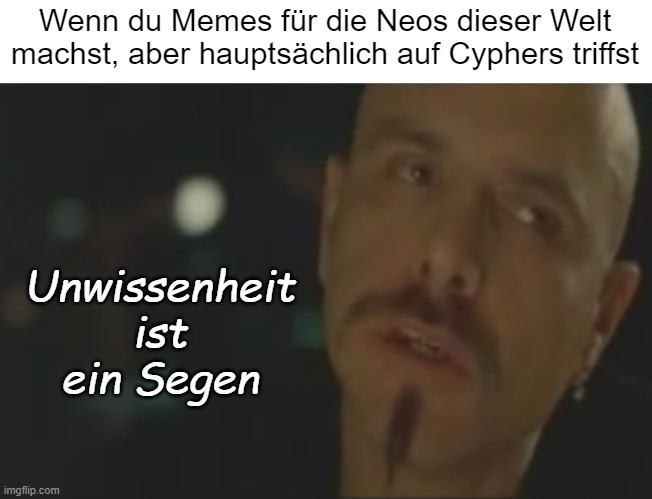 Wenn du Memes für die Neos dieser Welt
machst, aber hauptsächlich auf Cyphers triffst
Unwissenheit
ist
ein Segen
imgflip.com